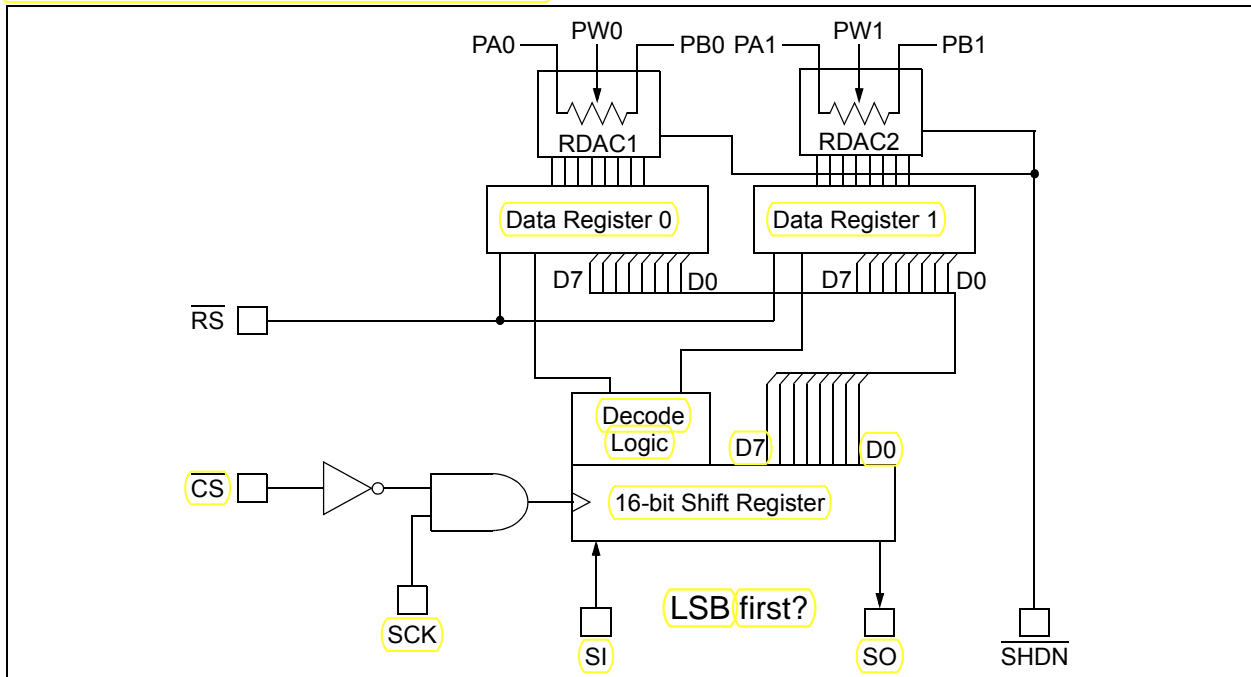 PA0 PW0 PB0 PA1 PW1 PB1
RDAC1 RDAC2
Data Register 0 Data Register 1
D7 D0 D7 D0
RS
Decode
Logic D7 D0
CS
16-bit Shift Register
LSB first?
SCK SI SO SHDN